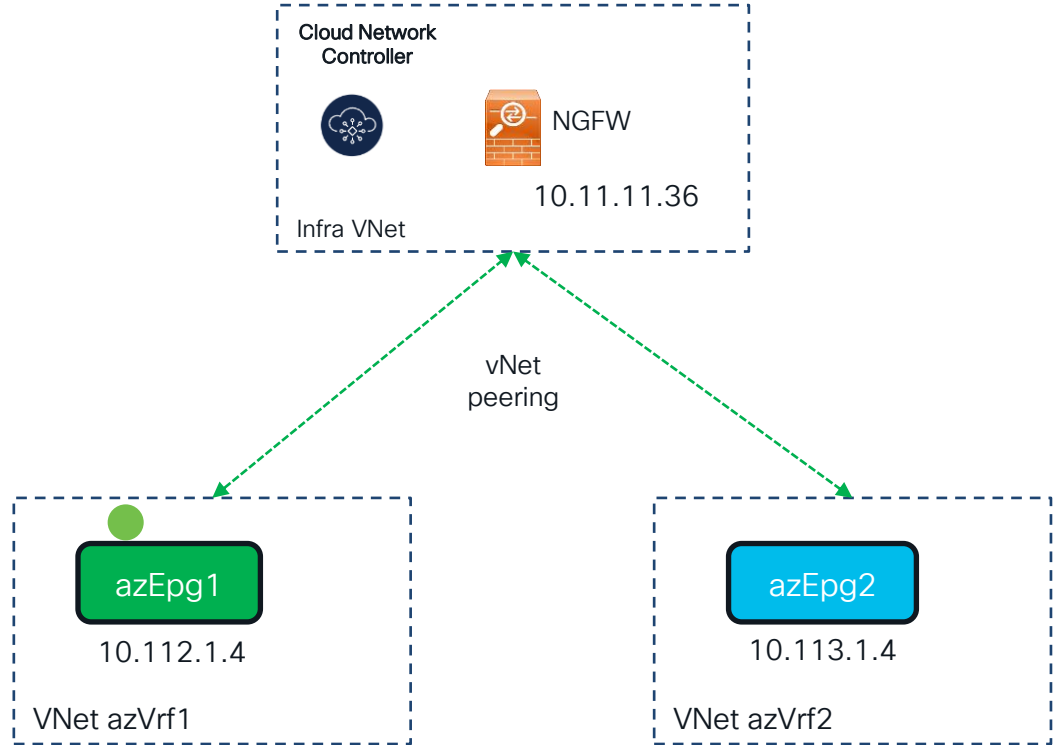 Cloud Network
Controller
NGFW
10.11.11.36
Infra VNet
vNet
peering
azEpg1
10.112.1.4
VNet azVrf1
azEpg2
10.113.1.4
VNet azVrf2